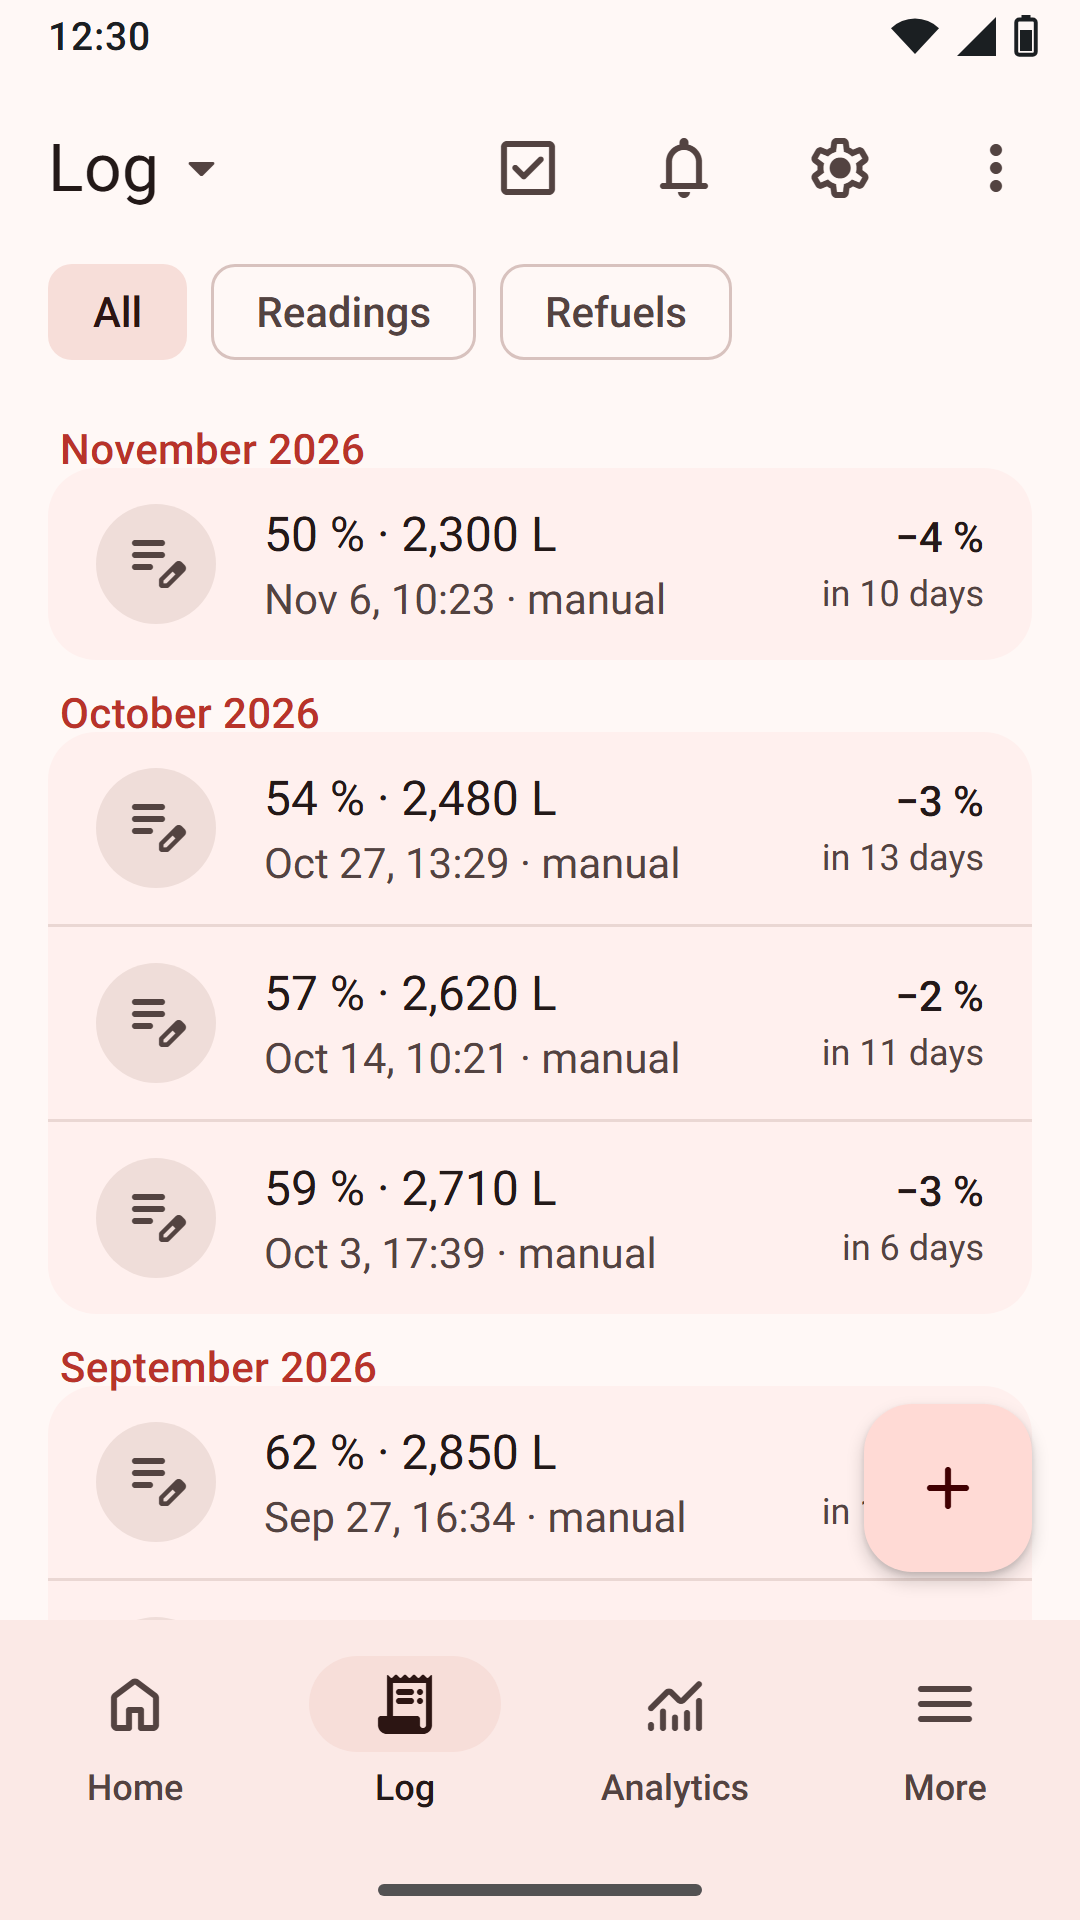 12:30
Log
All
Readings
Refuels
November 2026
50 % · 2,300 L
−4 %
Nov 6, 10:23 · manual
in 10 days
October 2026
54 % · 2,480 L
−3 %
Oct 27, 13:29 · manual
in 13 days
57 % · 2,620 L
−2 %
Oct 14, 10:21 · manual
in 11 days
59 % · 2,710 L
−3 %
Oct 3, 17:39 · manual
in 6 days
September 2026
62 % · 2,850 L
Sep 27, 16:34 · manual
in
Home
Log
Analytics
More